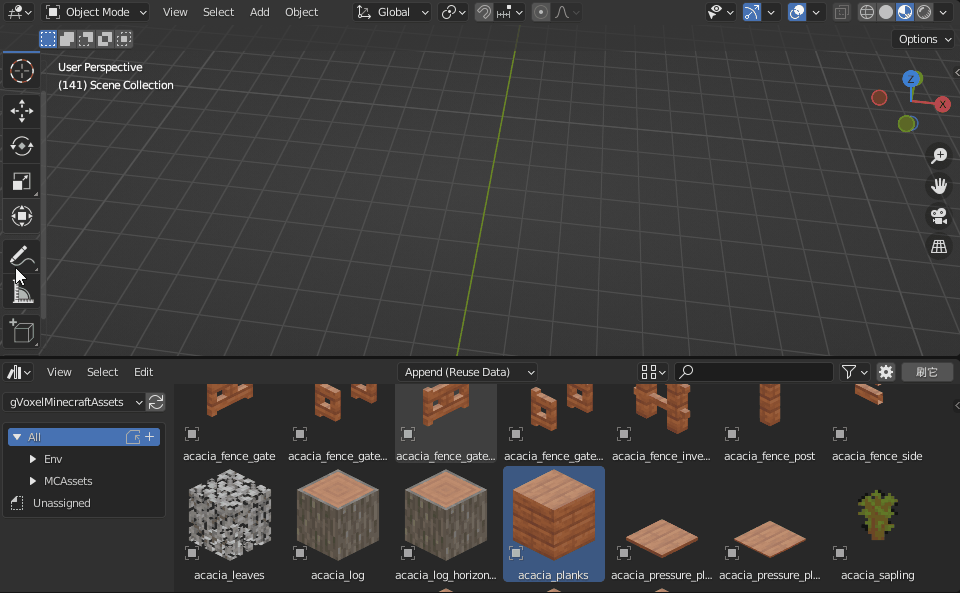 Object Mode View Select Add Object Global
Options
User Perspective
(141) Scene Collection
Z
X
View Select Edit Append (Reuse Data) 刷它
gVoxelMinecraftAssets
All
Env
MCAssets
Unassigned
acacia_fence_gate acacia_fence_gate... acacia_fence_gate... acacia_fence_gate... acacia_fence_inve... acacia_fence_post acacia_fence_side
acacia_leaves acacia_log acacia_log_horizon... acacia_planks acacia_pressure_pl... acacia_pressure_pl... acacia_sapling